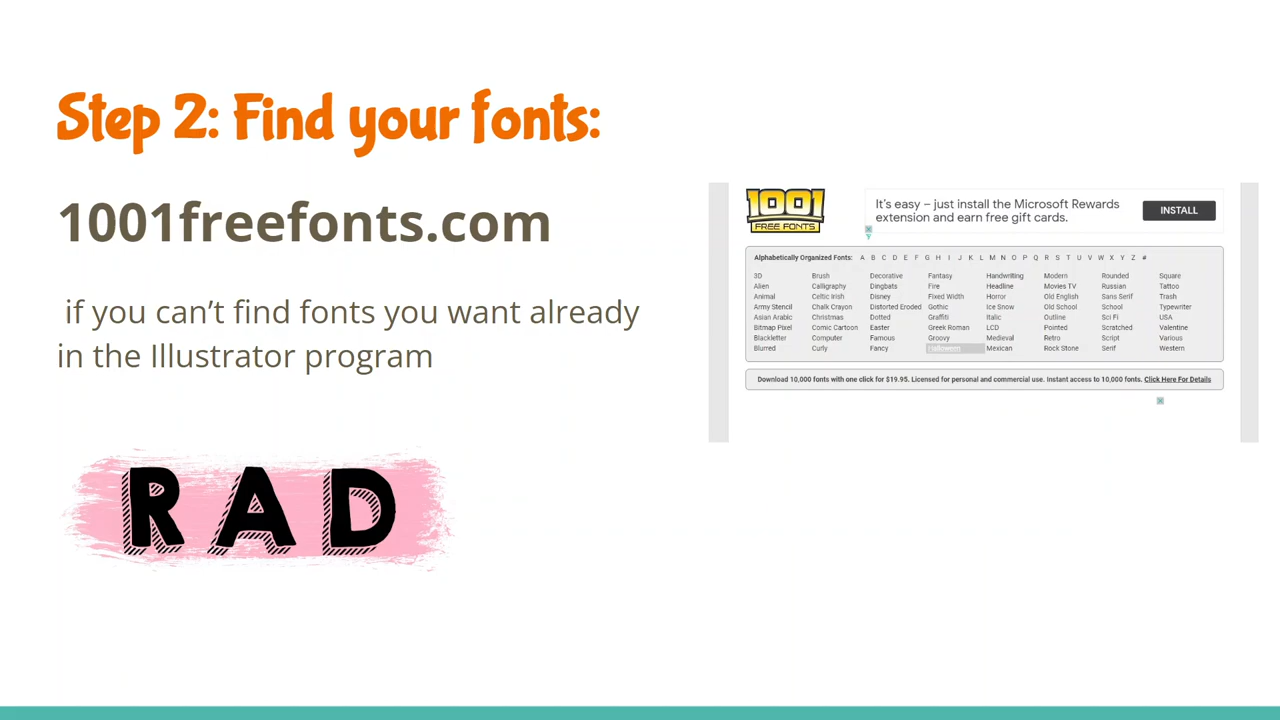 Step 2: Find your fonts:
1001freefonts.com
if you can’t find fonts you want already
in the Illustrator program
RAD
1001
FREE FONTS
It's easy – just install the Microsoft Rewards
extension and earn free gift cards.
INSTALL
Alphabetically Organized Fonts: A B C D E F G H I J K L M N O P Q R S T U V W X Y Z #
3D Brush Decorative Fantasy Handwriting Modern Rounded Square
Alien Calligraphy Dingbats Fire Headline Movies TV Russian Tattoo
Animal Celtic Irish Disney Fixed Width Horror Old English Sans Serif Trash
Army Stencil Chalk Crayon Distorted Eroded Gothic Ice Snow Old School School Typewriter
Asian Arabic Christmas Dotted Graffiti Italic Outline Sci Fi USA
Bitmap Pixel Comic Cartoon Easter Greek Roman LCD Pointed Scratched Valentine
Blackletter Computer Famous Groovy Medieval Retro Script Various
Blurred Curly Fancy Halloween Mexican Rock Stone Serif Western
Download 10,000 fonts with one click for $19.95. Licensed for personal and commercial use. Instant access to 10,000 fonts. Click Here For Details